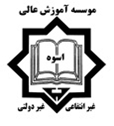 موسسه آموزش عالی
اسوه
غیر انتفاعی
غیر دولتی